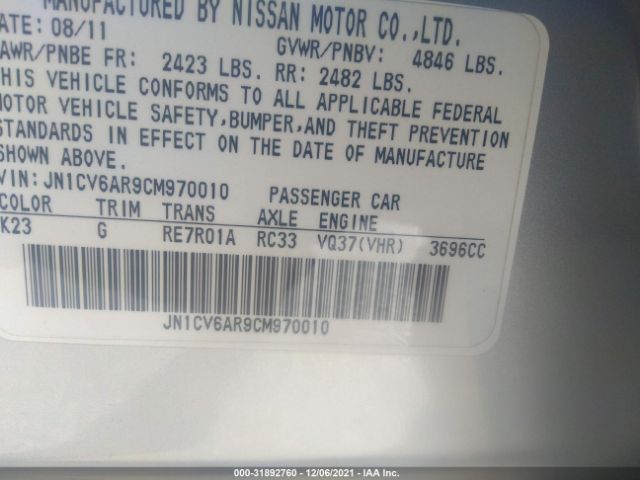 MANUFACTURED BY NISSAN MOTOR CO.,LTD.
DATE: 08/11 GVWR/PNBV: 4846 LBS.
GAWR/PNBE FR: 2423 LBS. RR: 2482 LBS.
THIS VEHICLE CONFORMS TO ALL APPLICABLE FEDERAL
MOTOR VEHICLE SAFETY,BUMPER,AND THEFT PREVENTION
STANDARDS IN EFFECT ON THE DATE OF MANUFACTURE
SHOWN ABOVE.
VIN:JN1CV6AR9CM970010 PASSENGER CAR
COLOR TRIM TRANS AXLE ENGINE
K23 G RE7R01A RC33 VQ37(VHR) 3696CC
JN1CV6AR9CM970010
000-31892760 - 12/06/2021 - IAA Inc.